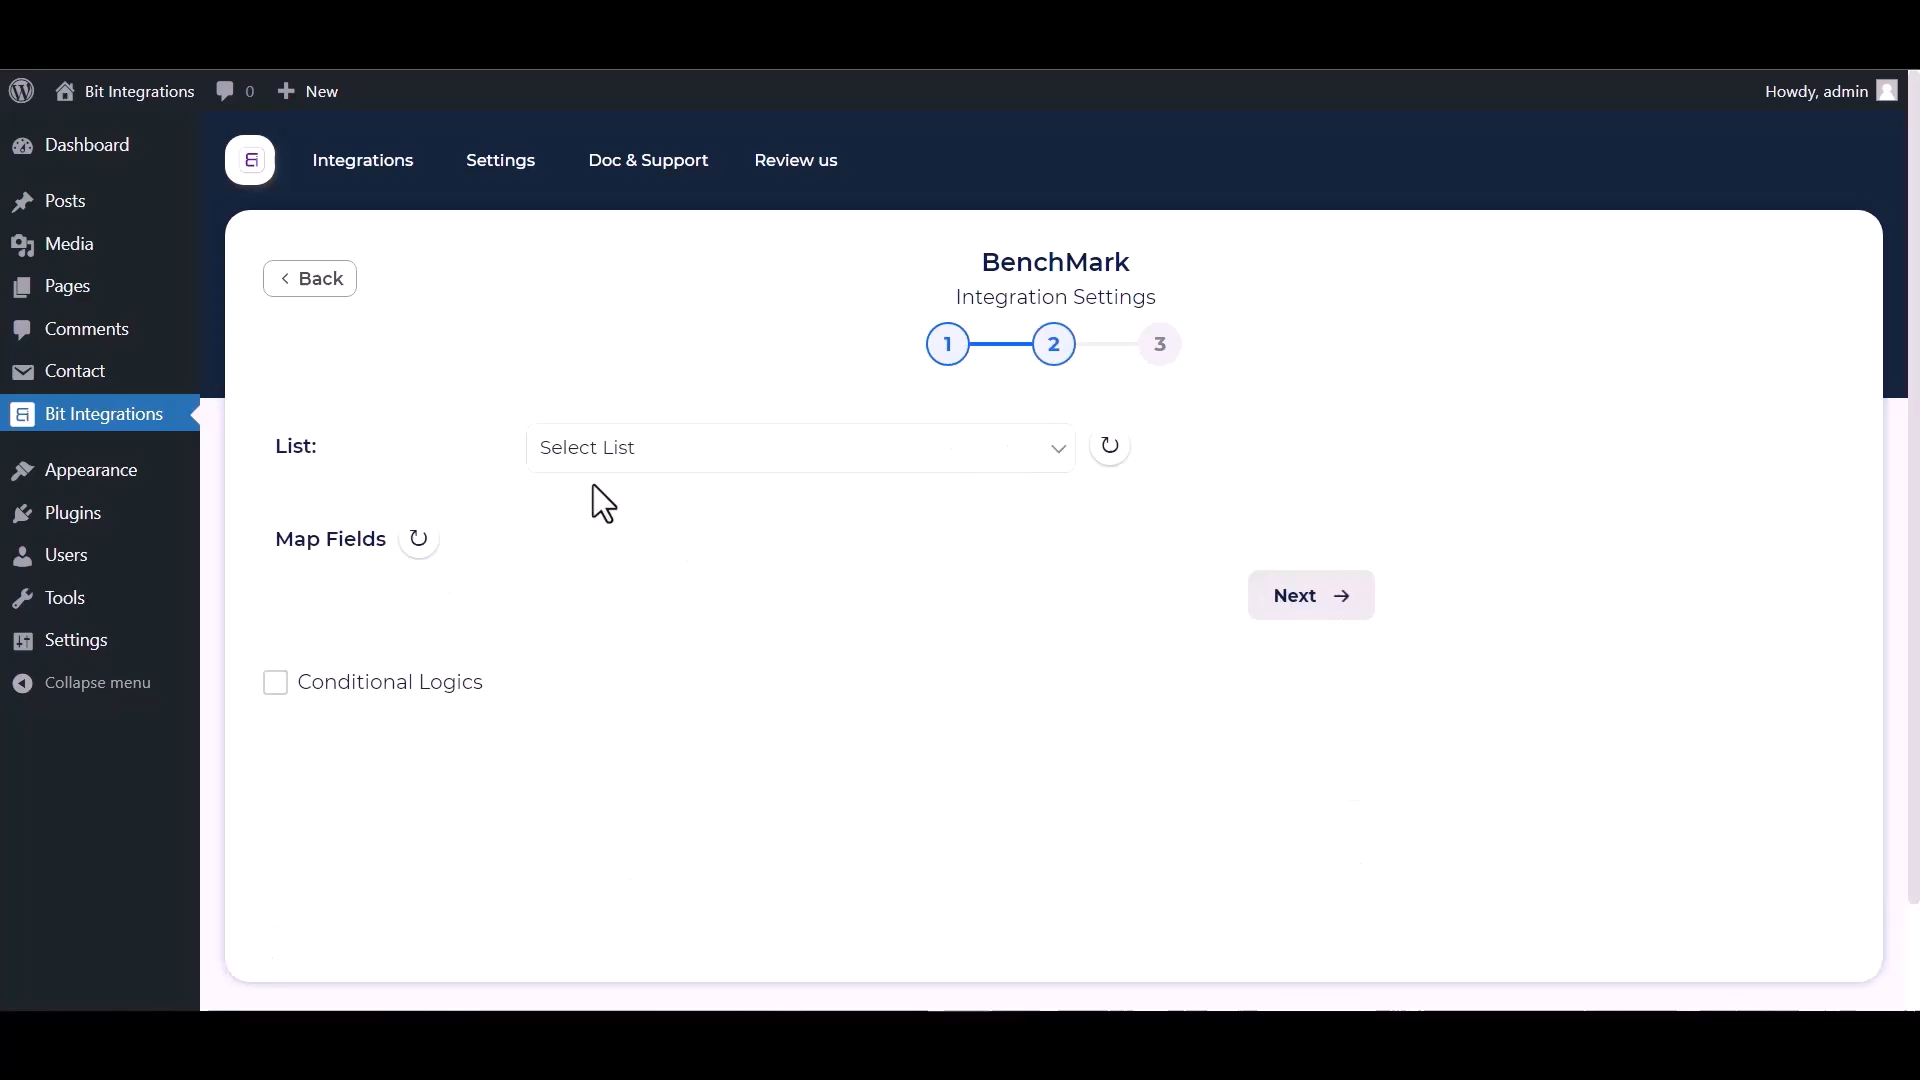 Bit Integrations
0
New
Howdy, admin
Dashboard
Posts
Media
Pages
Comments
Contact
Bit Integrations
Appearance
Plugins
Users
Tools
Settings
Collapse menu
Integrations
Settings
Doc & Support
Review us
Back
BenchMark
Integration Settings
1
2
3
List:
Select List
Map Fields
Next
Conditional Logics